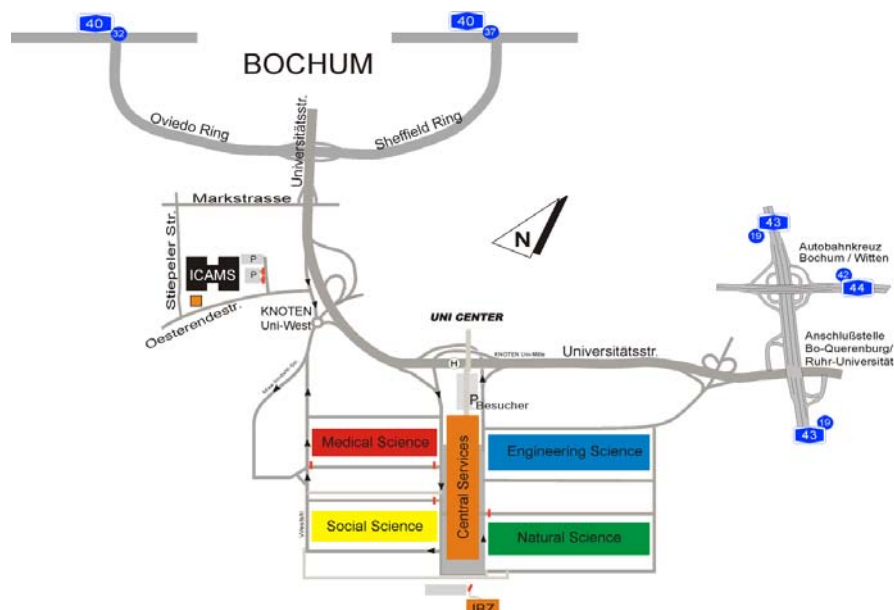 40
32
40
37
BOCHUM
Oviedo Ring
Universitätsstr.
Sheffield Ring
Markstrasse
Stiepeler Str.
ICAMS
P
P
Oesterendestr.
KNOTEN
Uni-West
N
43
19
Autobahnkreuz
Bochum / Witten
42
44
UNI CENTER
H
KNOTEN Uni-Mitte
Universitätsstr.
Anschlußstelle
Bo-Querenburg/
Ruhr-Universität
P
Besucher
43
19
Medical Science
Central Services
Engineering Science
Social Science
Natural Science